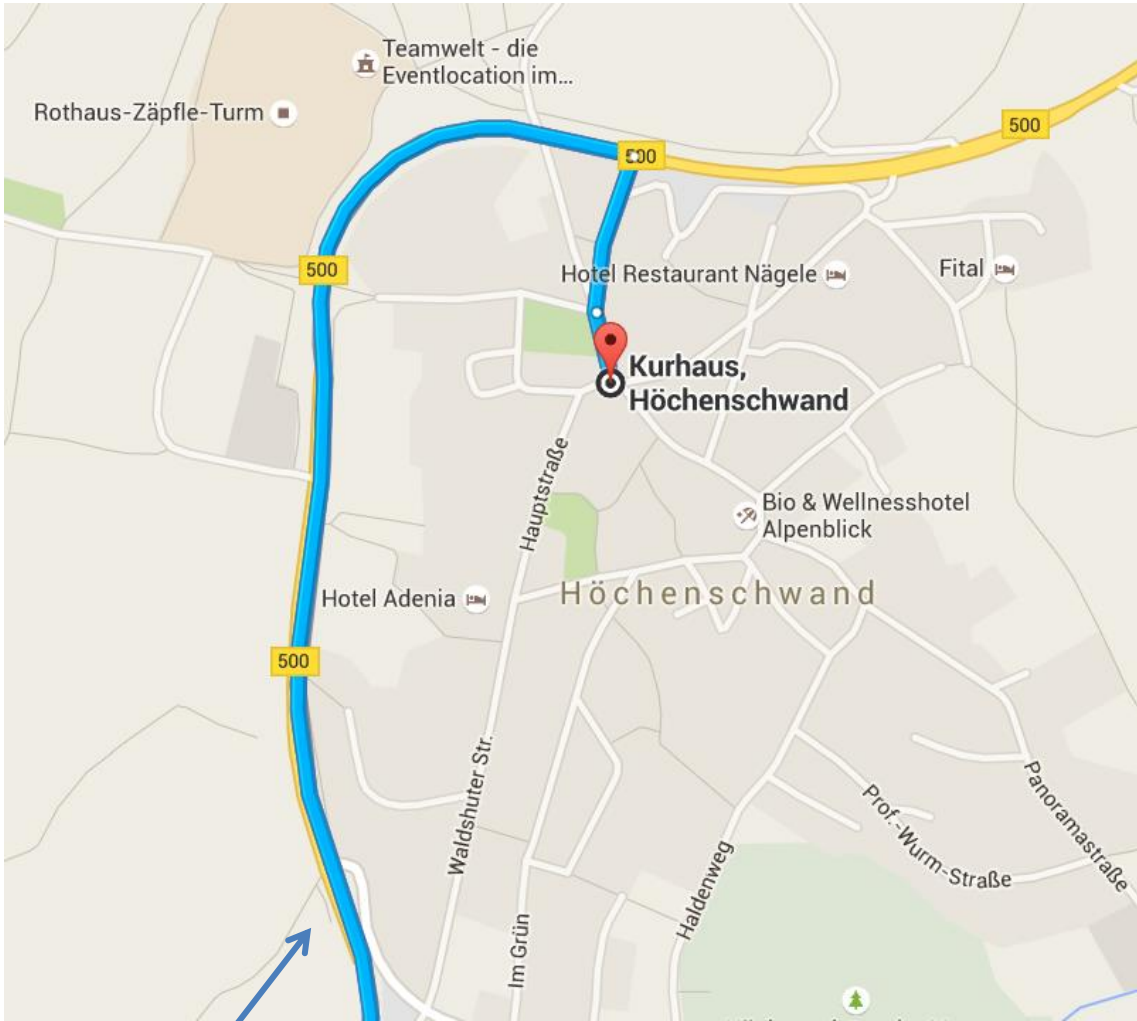 Teamwelt - die
Eventlocation im...
Rothaus-Zäpfle-Turm
500
500
500
Hotel Restaurant Nägele
Fital
Kurhaus,
Höchenschwand
Hauptstraße
Bio & Wellnesshotel
Alpenblick
Hotel Adenia
Höchenschwand
500
Waldshuter Str.
Panoramastraße
Prof.-Wurm-Straße
Haldenweg
Im Grün